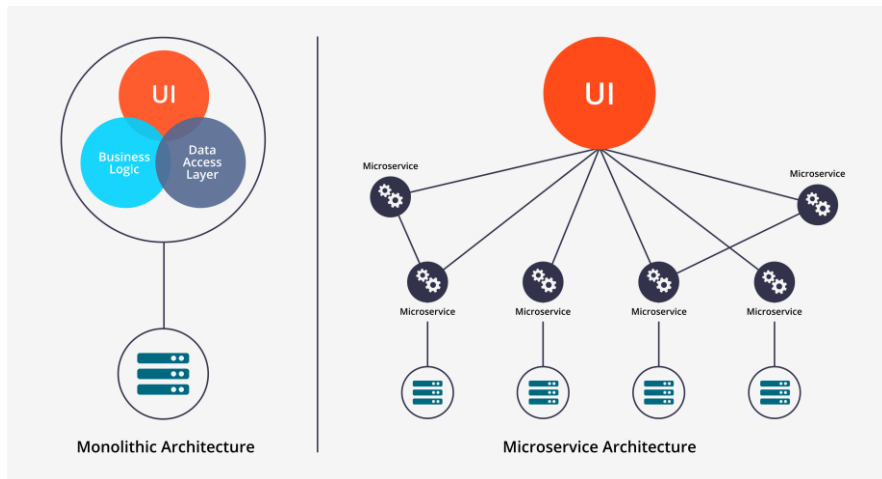 UI
Business
Logic
Data
Access
Layer
Monolithic Architecture
UI
Microservice
Microservice
Microservice
Microservice
Microservice
Microservice
Microservice Architecture